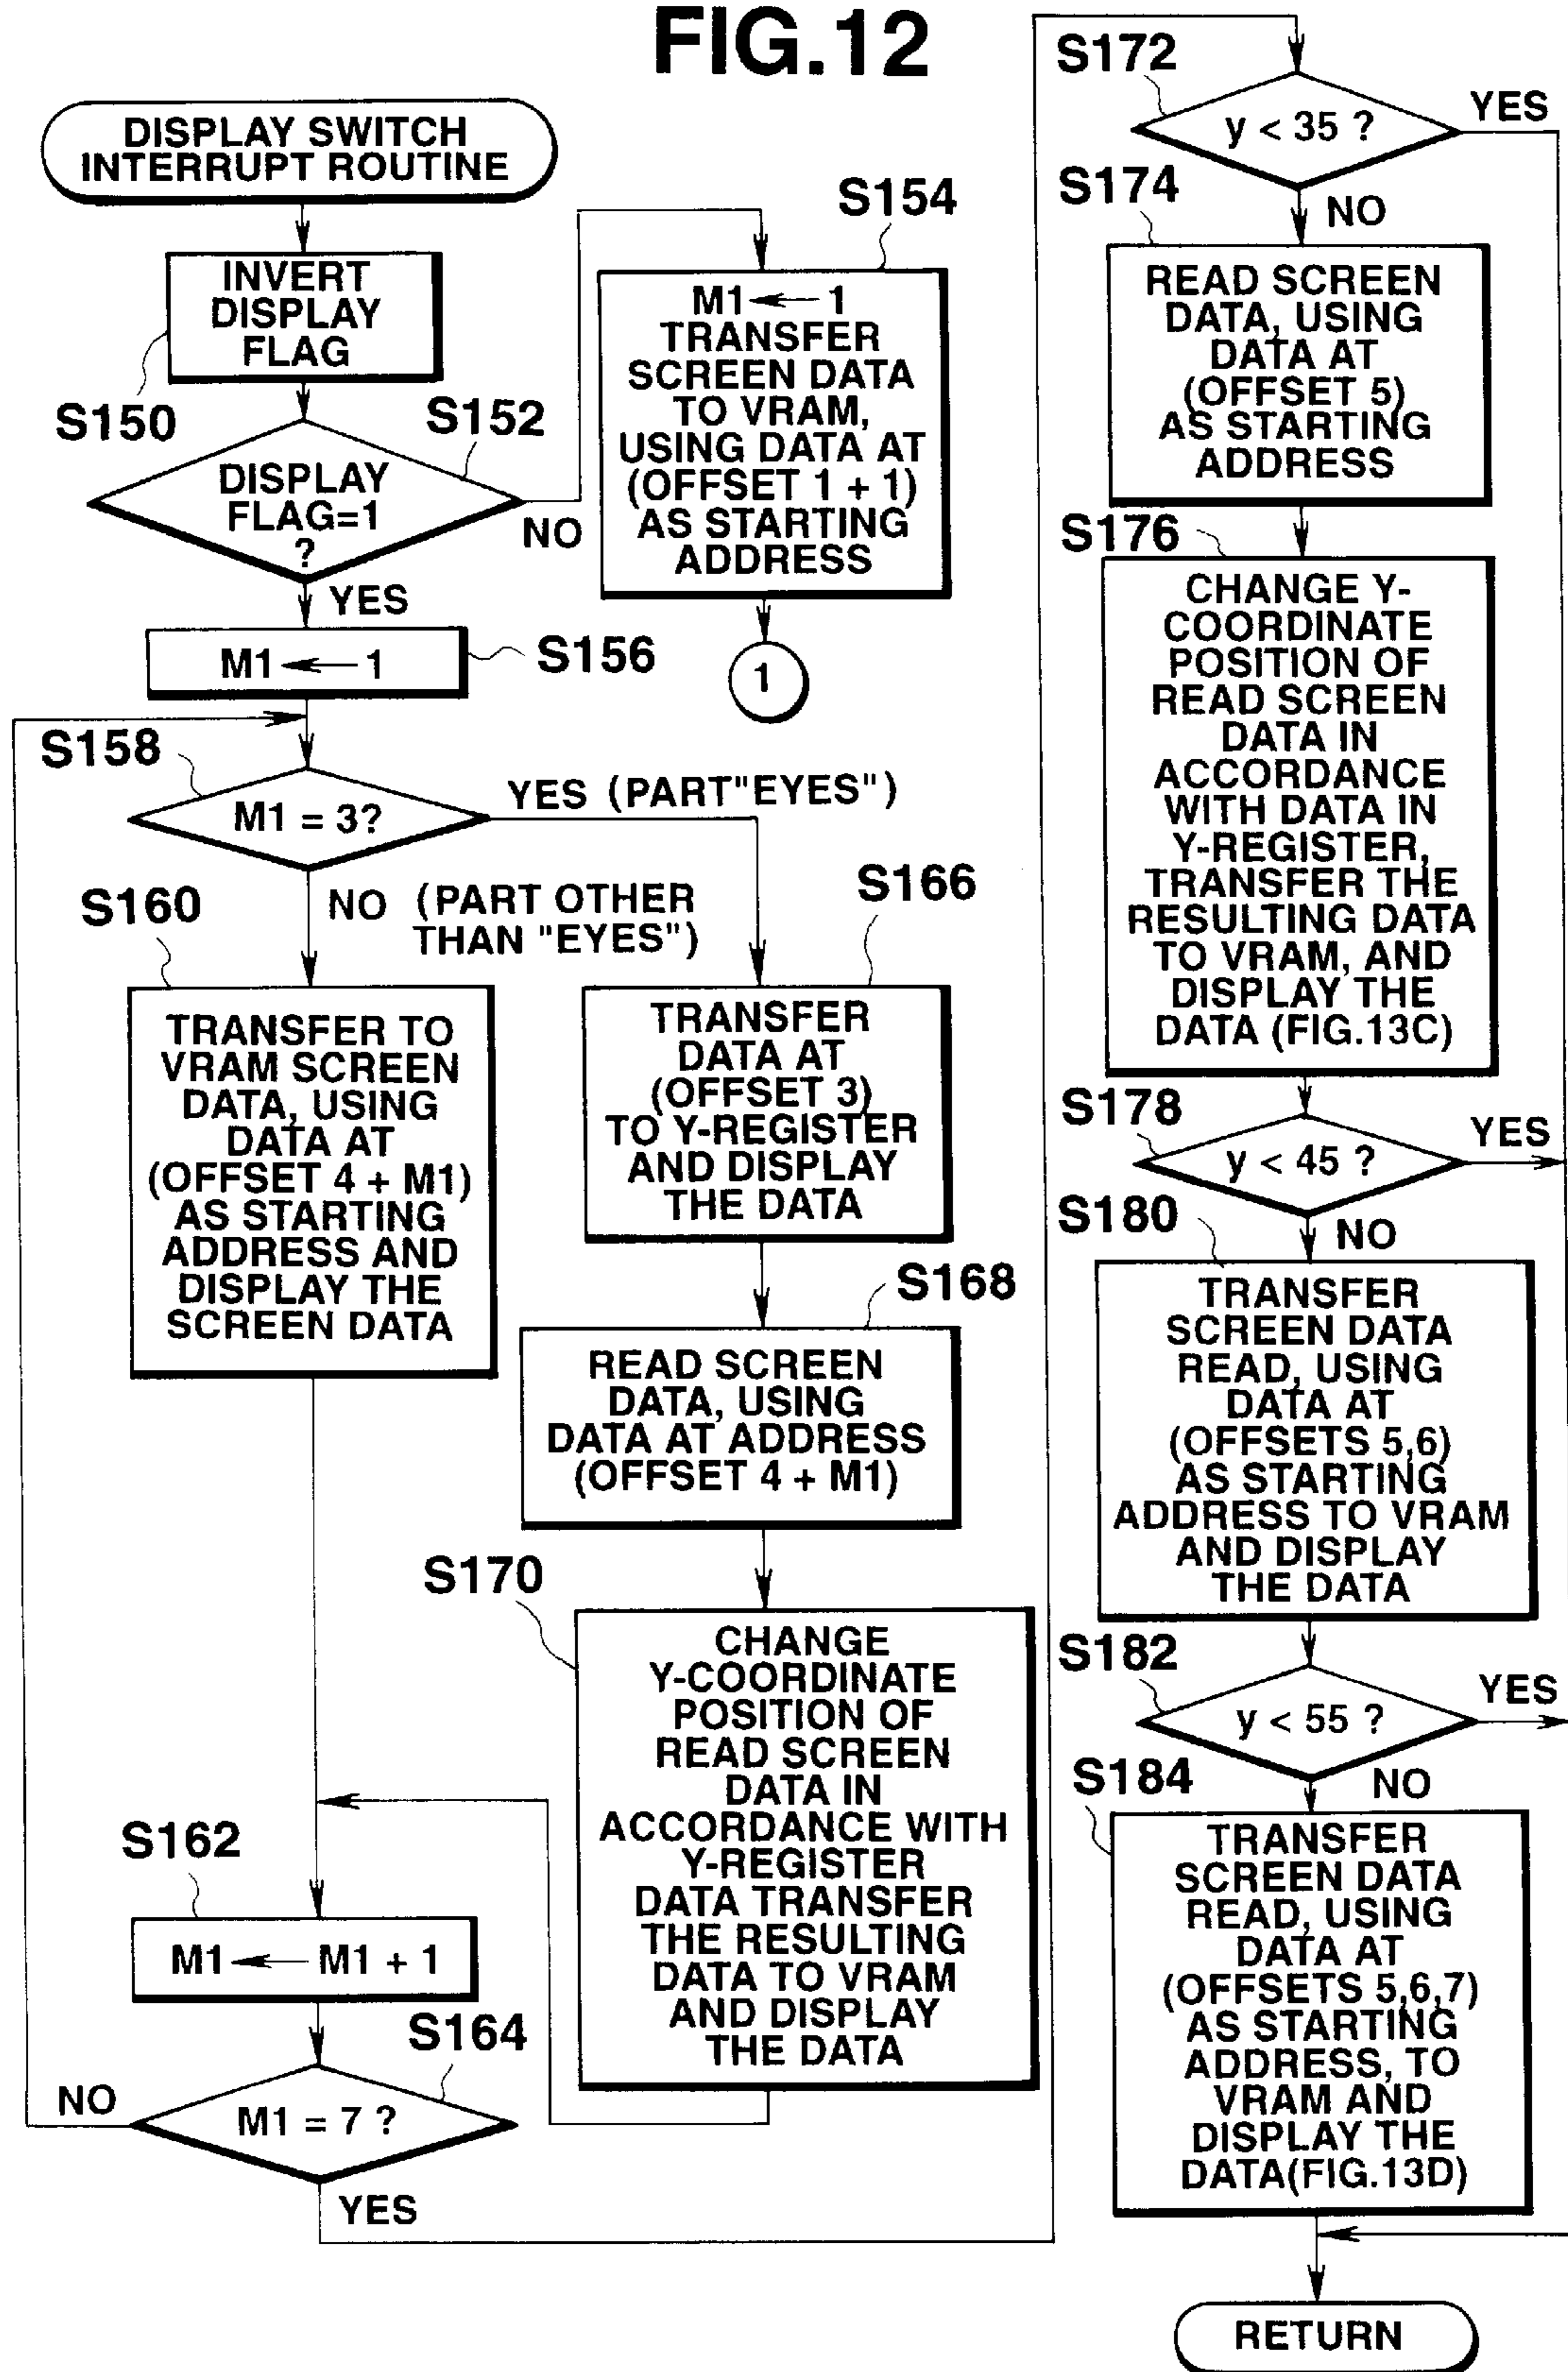 FIG.12
DISPLAY SWITCH
INTERRUPT ROUTINE
INVERT
DISPLAY
FLAG
S150
S152
DISPLAY
FLAG=1
?
NO
YES
S154
M1 ← 1
TRANSFER
SCREEN DATA
TO VRAM,
USING DATA AT
(OFFSET 1 + 1)
AS STARTING
ADDRESS
1
M1 ← 1
S156
S158
M1 = 3?
YES (PART"EYES")
NO (PART OTHER
THAN "EYES")
S160
TRANSFER TO
VRAM SCREEN
DATA, USING
DATA AT
(OFFSET 4 + M1)
AS STARTING
ADDRESS AND
DISPLAY THE
SCREEN DATA
S166
TRANSFER
DATA AT
(OFFSET 3)
TO Y-REGISTER
AND DISPLAY
THE DATA
S168
READ SCREEN
DATA, USING
DATA AT ADDRESS
(OFFSET 4 + M1)
S170
CHANGE
Y-COORDINATE
POSITION OF
READ SCREEN
DATA IN
ACCORDANCE WITH
Y-REGISTER
DATA TRANSFER
THE RESULTING
DATA TO VRAM
AND DISPLAY
THE DATA
S162
M1 ← M1 + 1
S164
M1 = 7 ?
NO
YES
S172
y < 35 ?
YES
NO
S174
READ SCREEN
DATA, USING
DATA AT
(OFFSET 5)
AS STARTING
ADDRESS
S176
CHANGE Y-
COORDINATE
POSITION OF
READ SCREEN
DATA IN
ACCORDANCE
WITH DATA IN
Y-REGISTER,
TRANSFER THE
RESULTING DATA
TO VRAM, AND
DISPLAY THE
DATA (FIG.13C)
S178
y < 45 ?
YES
NO
S180
TRANSFER
SCREEN DATA
READ, USING
DATA AT
(OFFSETS 5,6)
AS STARTING
ADDRESS TO VRAM
AND DISPLAY
THE DATA
S182
y < 55 ?
YES
NO
S184
TRANSFER
SCREEN DATA
READ, USING
DATA AT
(OFFSETS 5,6,7)
AS STARTING
ADDRESS, TO
VRAM AND
DISPLAY THE
DATA(FIG.13D)
RETURN